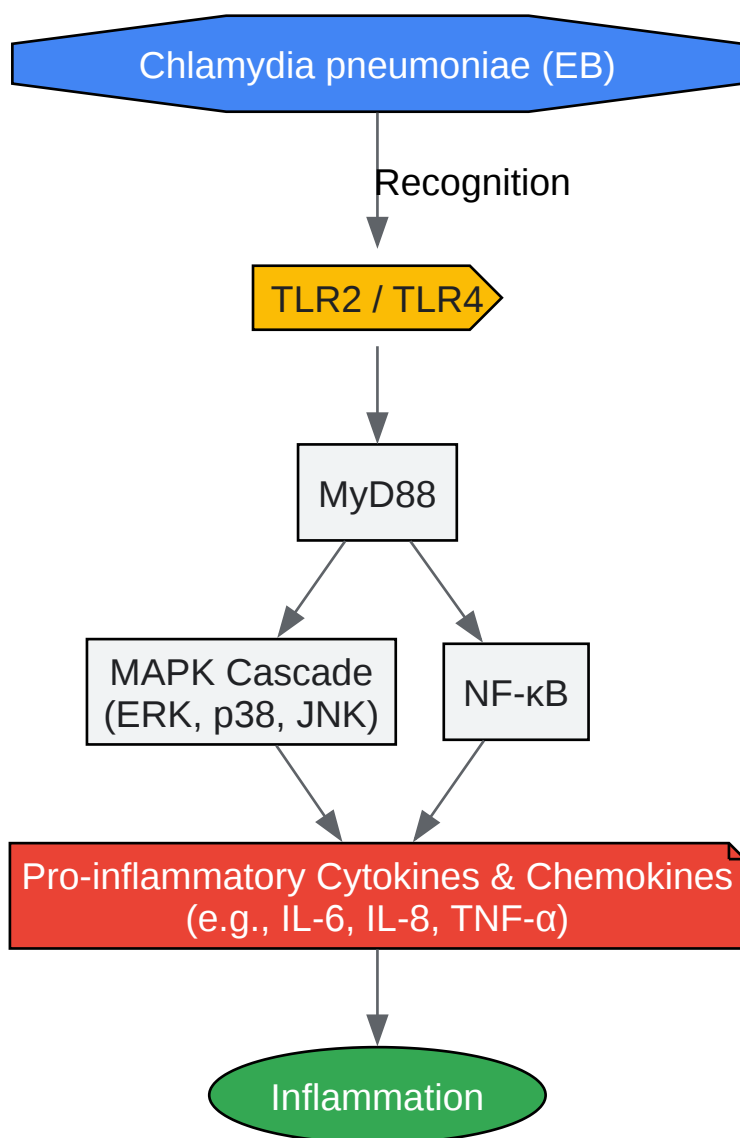 Chlamydia pneumoniae (EB)
Recognition
TLR2 / TLR4
MyD88
MAPK Cascade
(ERK, p38, JNK)
NF-κB
Pro-inflammatory Cytokines & Chemokines
(e.g., IL-6, IL-8, TNF-α)
Inflammation